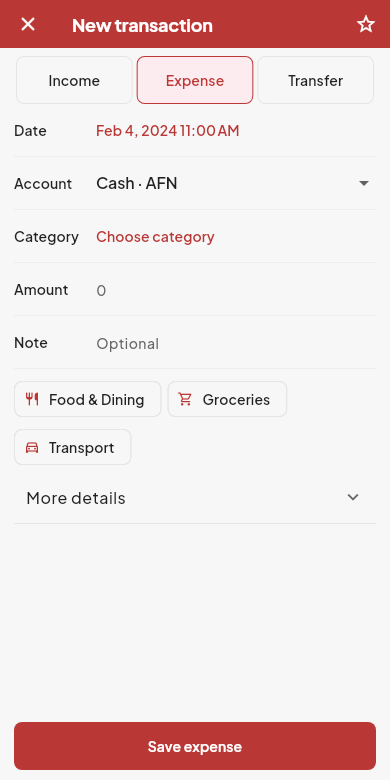 New transaction
Income Expense Transfer
Date Feb 4, 2024 11:00 AM
Account Cash · AFN
Category Choose category
Amount 0
Note Optional
Food & Dining Groceries
Transport
More details
Save expense